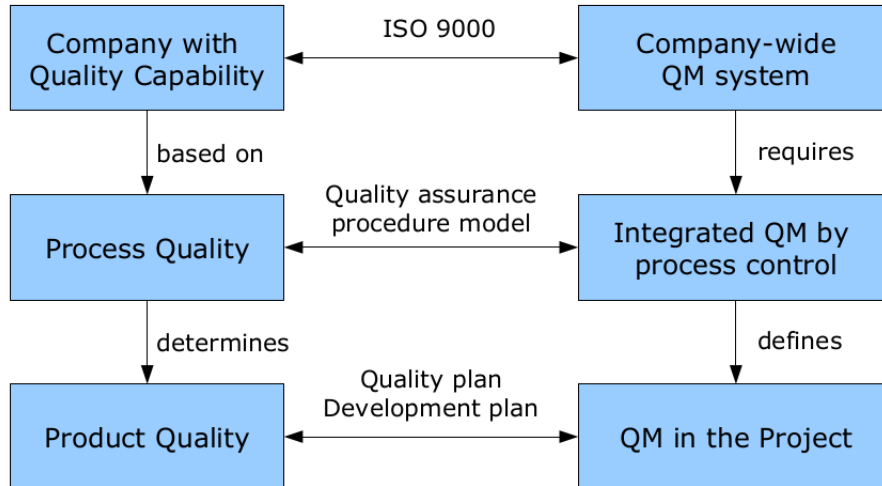 Company with
Quality Capability
ISO 9000
Company-wide
QM system
based on
requires
Process Quality
Quality assurance
procedure model
Integrated QM by
process control
determines
defines
Product Quality
Quality plan
Development plan
QM in the Project